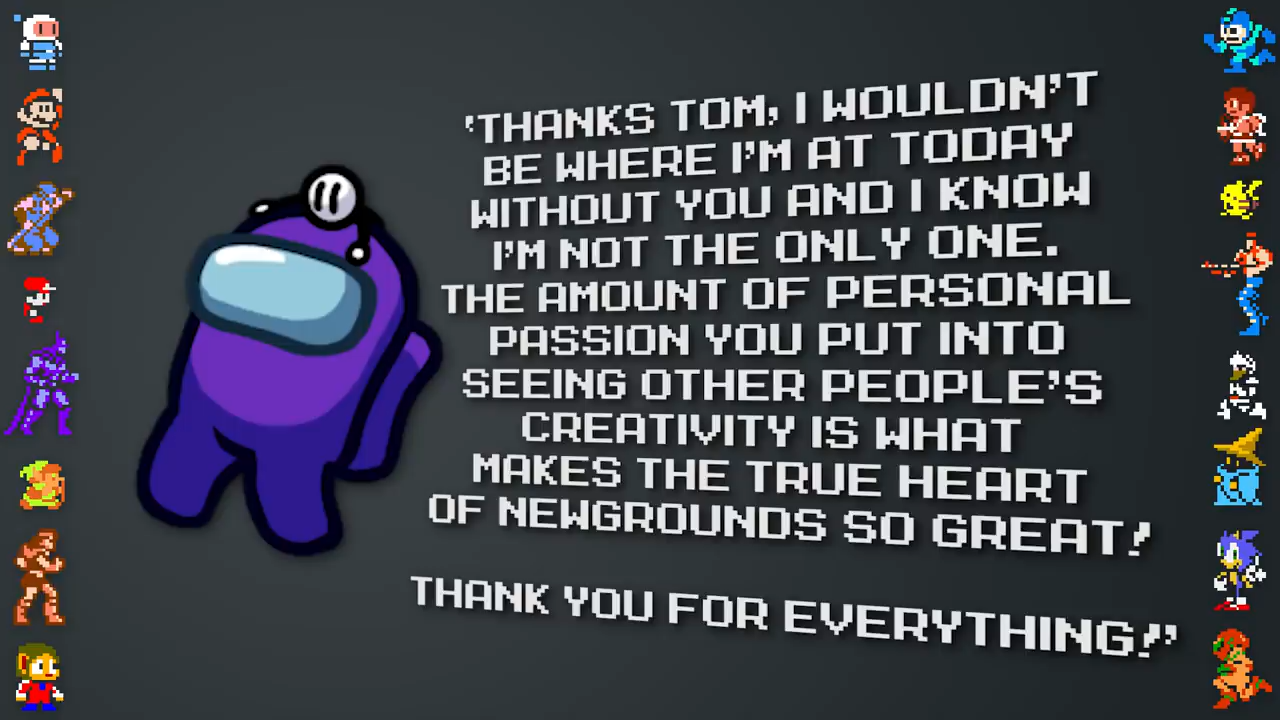 ‘THANKS TOM, I WOULDN'T
BE WHERE I'M AT TODAY
WITHOUT YOU AND I KNOW
I'M NOT THE ONLY ONE.
THE AMOUNT OF PERSONAL
PASSION YOU PUT INTO
SEEING OTHER PEOPLE'S
CREATIVITY IS WHAT
MAKES THE TRUE HEART
OF NEWGROUNDS SO GREAT!
THANK YOU FOR EVERYTHING!”